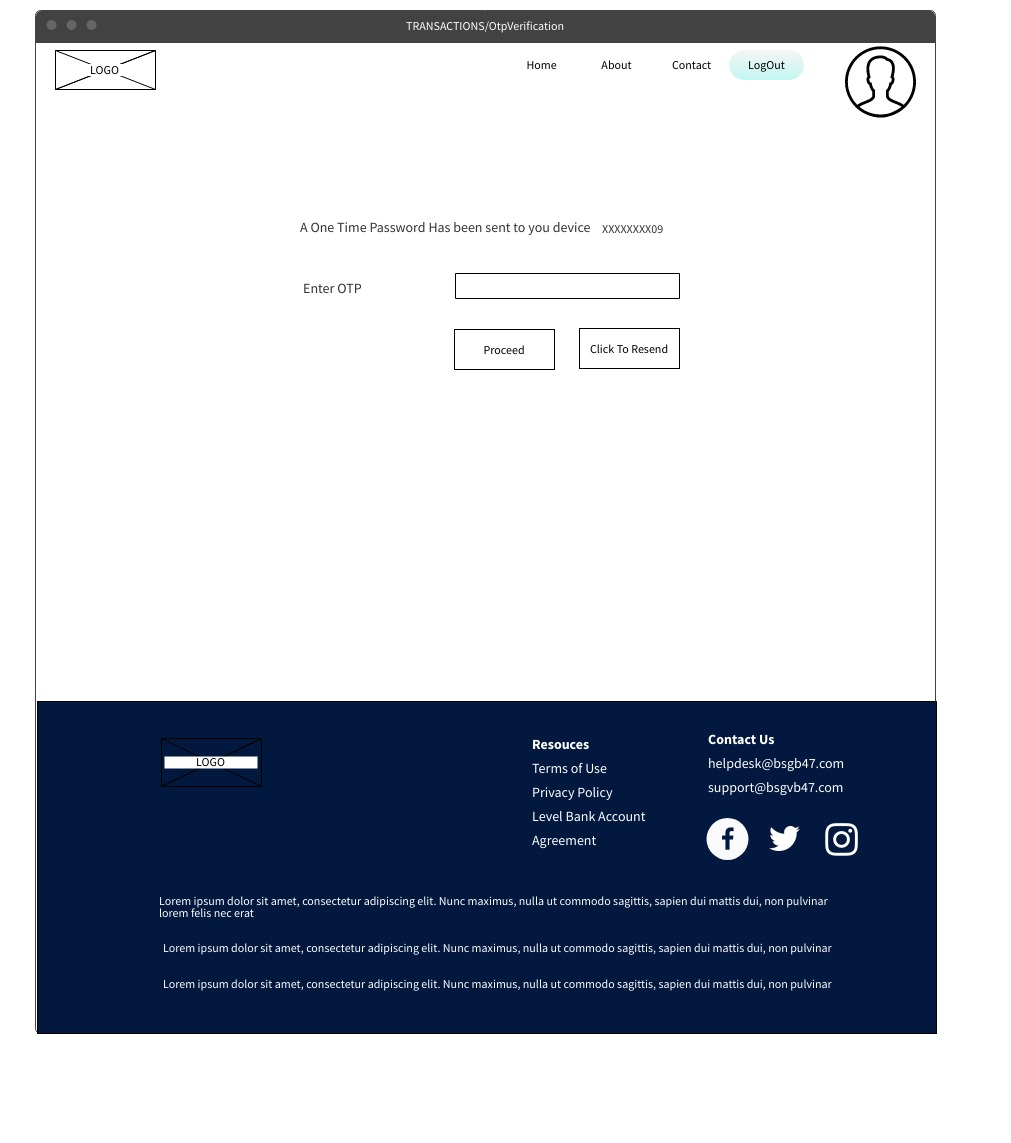 TRANSACTIONS/OtpVerification
LOGO
Home About Contact LogOut
A One Time Password Has been sent to you device XXXXXXXX09
Enter OTP
Proceed Click To Resend
LOGO
Resouces
Terms of Use
Privacy Policy
Level Bank Account
Agreement
Contact Us
helpdesk@bsgb47.com
support@bsgvb47.com
Lorem ipsum dolor sit amet, consectetur adipiscing elit. Nunc maximus, nulla ut commodo sagittis, sapien dui mattis dui, non pulvinar
lorem felis nec erat
Lorem ipsum dolor sit amet, consectetur adipiscing elit. Nunc maximus, nulla ut commodo sagittis, sapien dui mattis dui, non pulvinar
Lorem ipsum dolor sit amet, consectetur adipiscing elit. Nunc maximus, nulla ut commodo sagittis, sapien dui mattis dui, non pulvinar